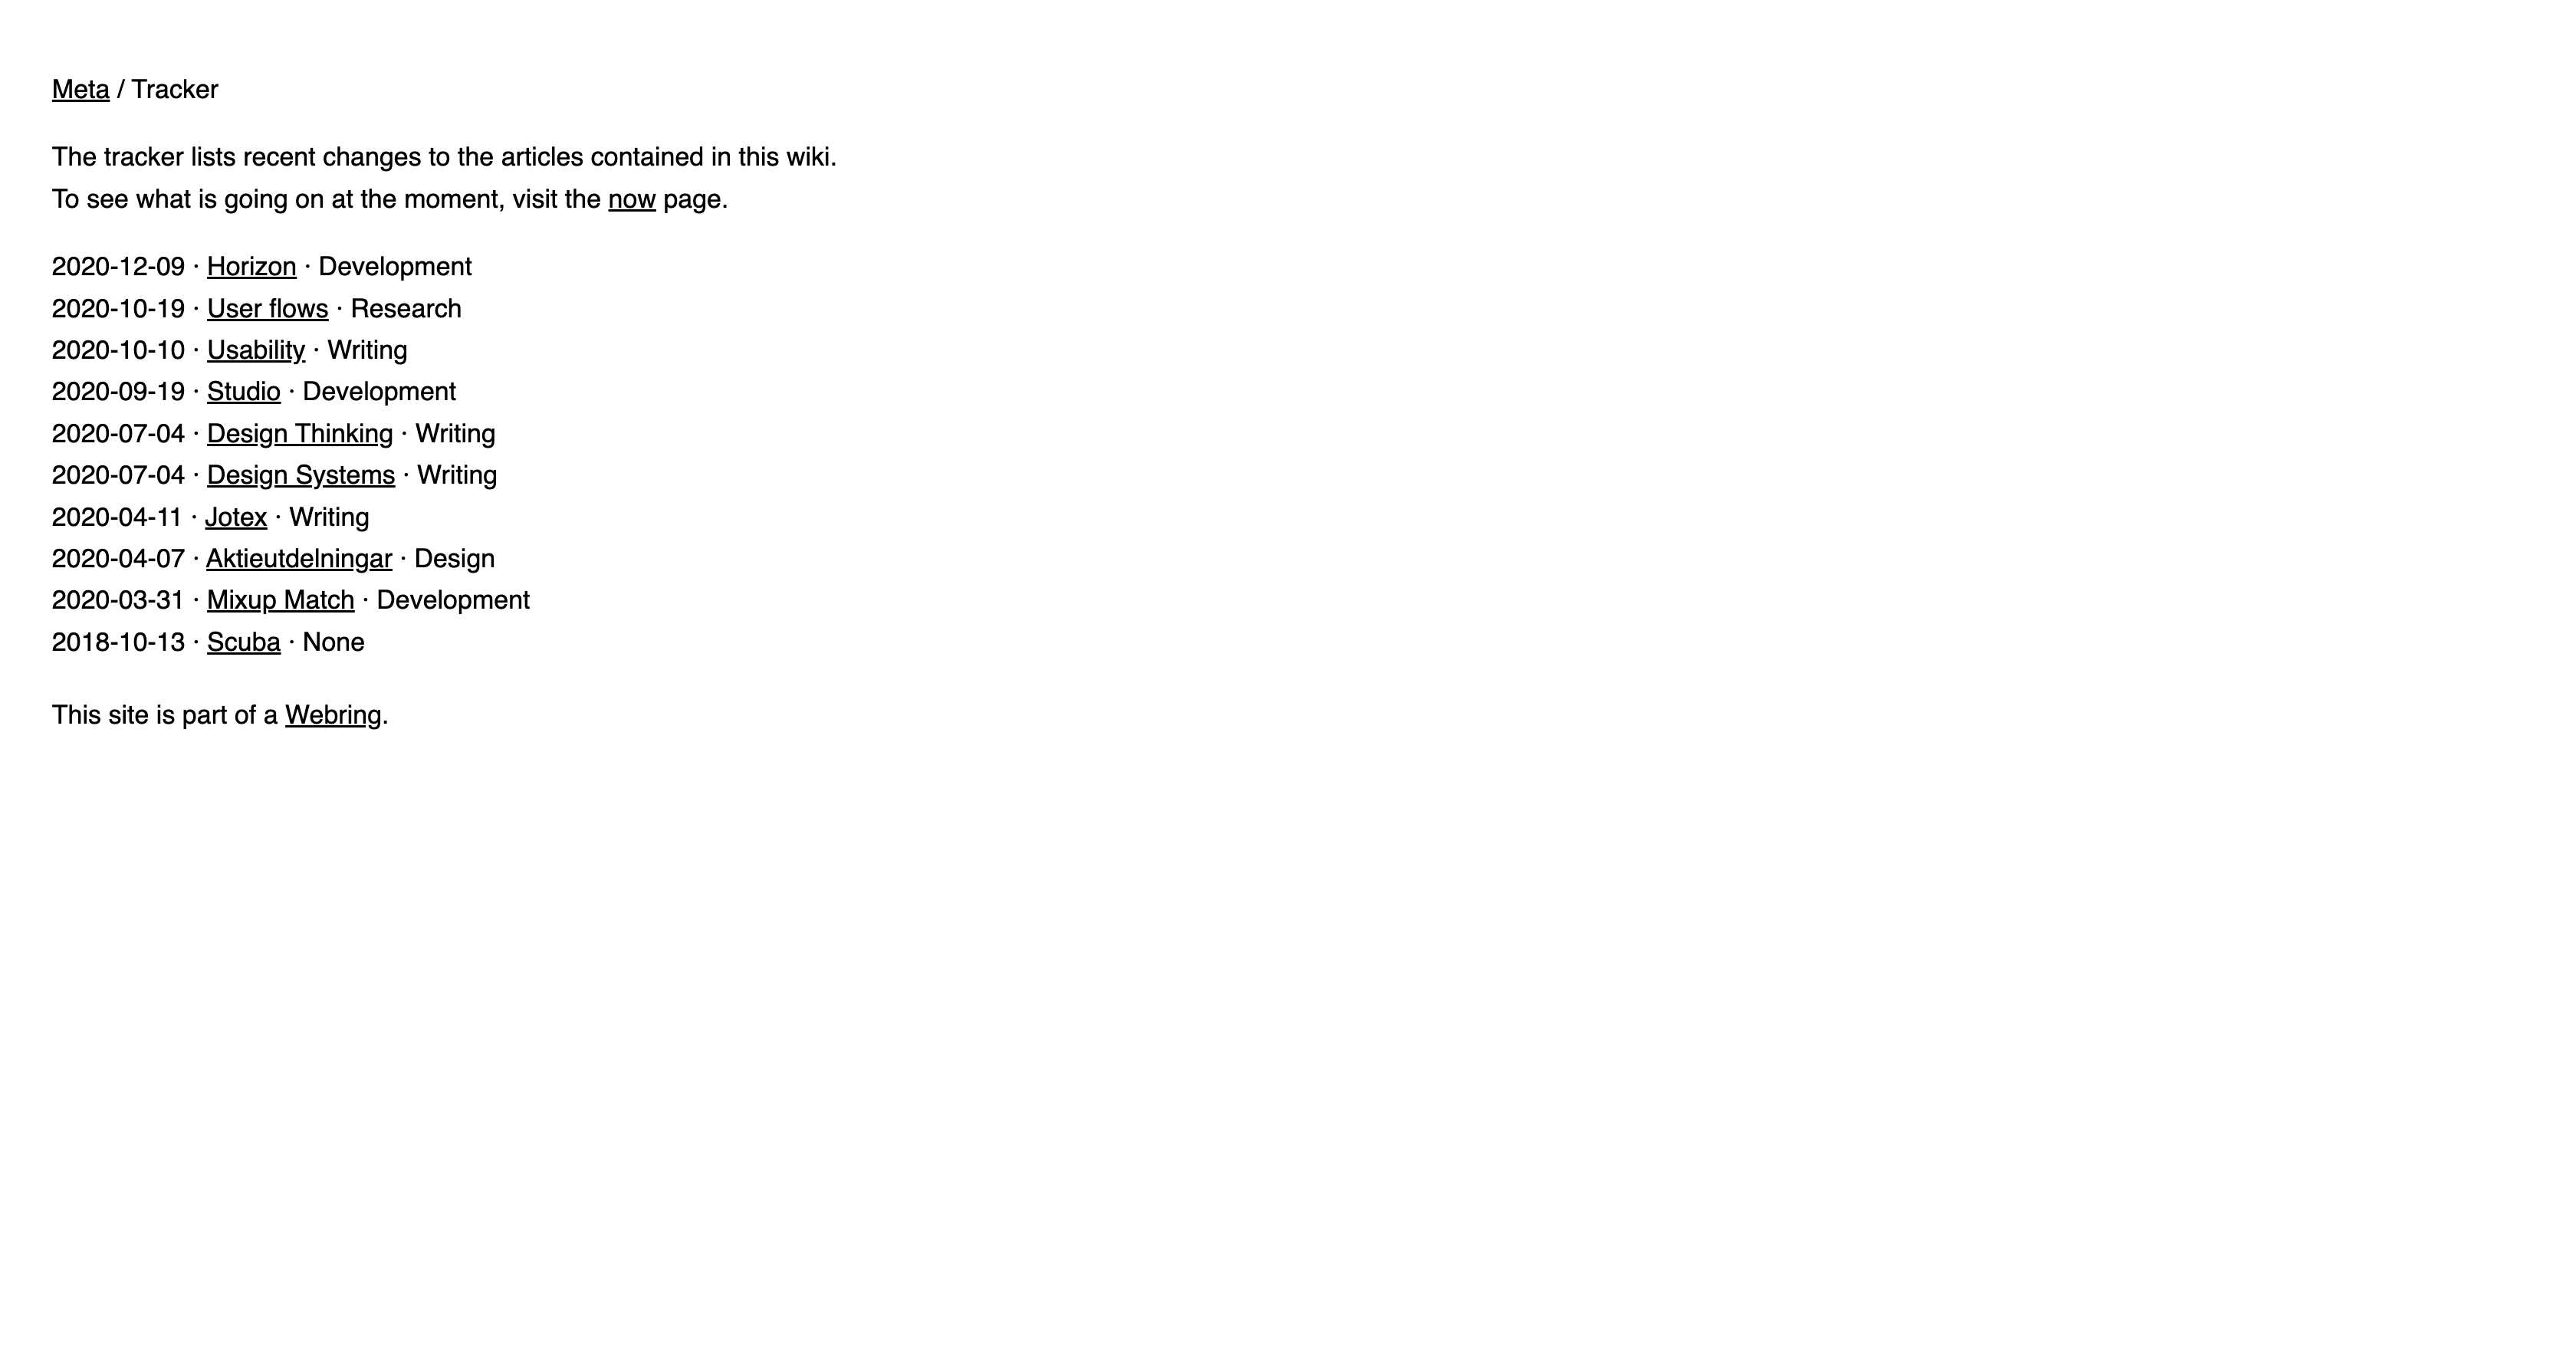 Meta / Tracker
The tracker lists recent changes to the articles contained in this wiki.
To see what is going on at the moment, visit the now page.
2020-12-09 · Horizon · Development
2020-10-19 · User flows · Research
2020-10-10 · Usability · Writing
2020-09-19 · Studio · Development
2020-07-04 · Design Thinking · Writing
2020-07-04 · Design Systems · Writing
2020-04-11 · Jotex · Writing
2020-04-07 · Aktieutdelningar · Design
2020-03-31 · Mixup Match · Development
2018-10-13 · Scuba · None
This site is part of a Webring.